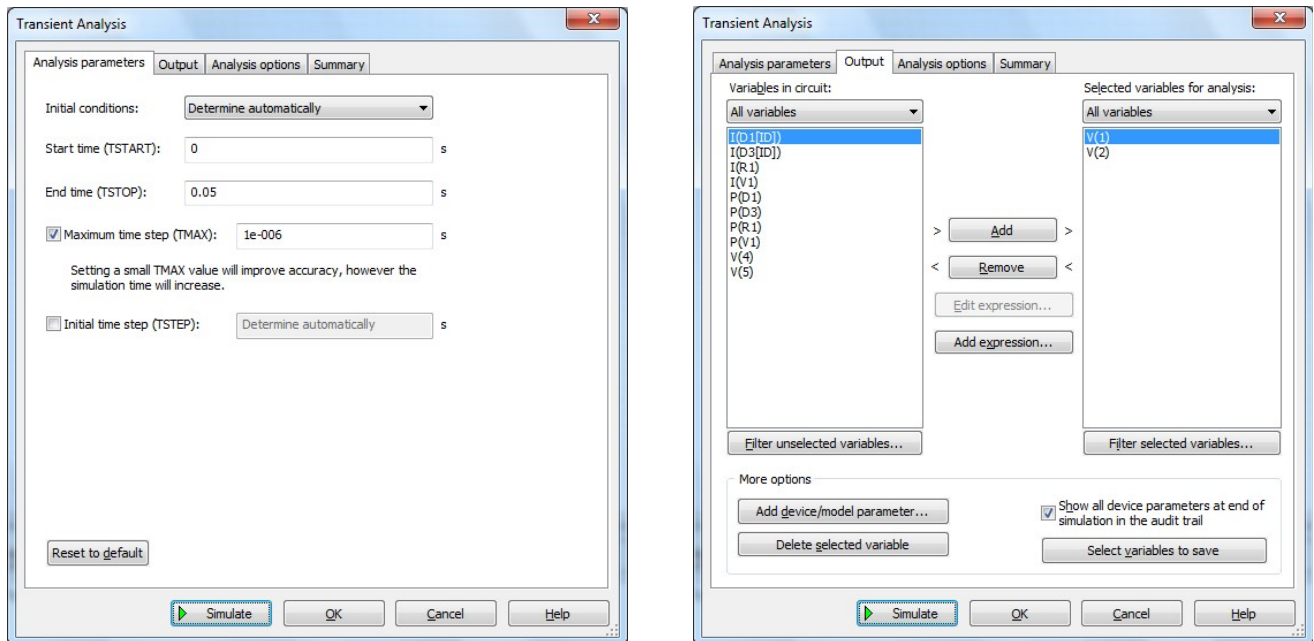 Transient Analysis
Analysis parameters Output Analysis options Summary
Initial conditions: Determine automatically
Start time (TSTART): 0 s
End time (TSTOP): 0.05 s
Maximum time step (TMAX): 1e-006 s
Setting a small TMAX value will improve accuracy, however the
simulation time will increase.
Initial time step (TSTEP): Determine automatically s
Reset to default
Simulate OK Cancel Help
Transient Analysis
Analysis parameters Output Analysis options Summary
Variables in circuit:
All variables
I(D1[ID])
I(D3[ID])
I(R1)
I(V1)
P(D1)
P(D3)
P(R1)
P(V1)
V(4)
V(5)
Filter unselected variables...
> Add >
< Remove <
Edit expression...
Add expression...
Selected variables for analysis:
All variables
V(1)
V(2)
Filter selected variables...
More options
Add device/model parameter...
Delete selected variable
Show all device parameters at end of
simulation in the audit trail
Select variables to save
Simulate OK Cancel Help